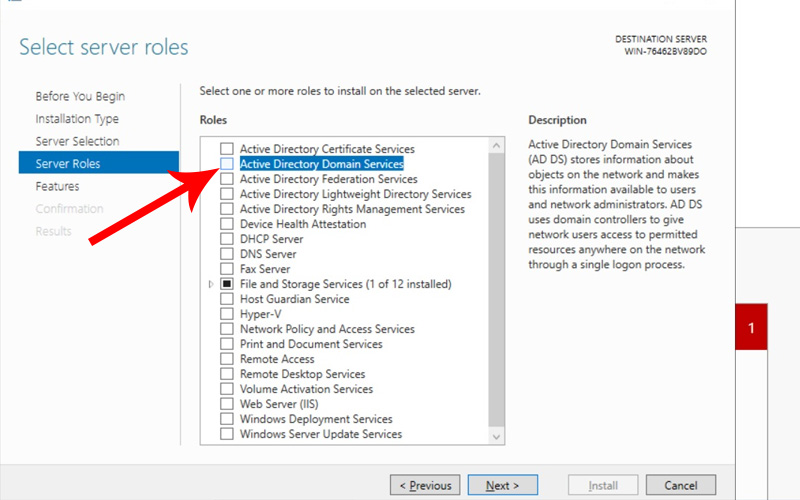 Select server roles
DESTINATION SERVER
WIN-76462BV89DO
Before You Begin
Installation Type
Server Selection
Server Roles
Features
Confirmation
Results
Select one or more roles to install on the selected server.
Roles
Active Directory Certificate Services
Active Directory Domain Services
Active Directory Federation Services
Active Directory Lightweight Directory Services
Active Directory Rights Management Services
Device Health Attestation
DHCP Server
DNS Server
Fax Server
File and Storage Services (1 of 12 installed)
Host Guardian Service
Hyper-V
Network Policy and Access Services
Print and Document Services
Remote Access
Remote Desktop Services
Volume Activation Services
Web Server (IIS)
Windows Deployment Services
Windows Server Update Services
Description
Active Directory Domain Services
(AD DS) stores information about
objects on the network and makes
this information available to users
and network administrators. AD DS
uses domain controllers to give
network users access to permitted
resources anywhere on the network
through a single logon process.
1
< Previous
Next >
Install
Cancel